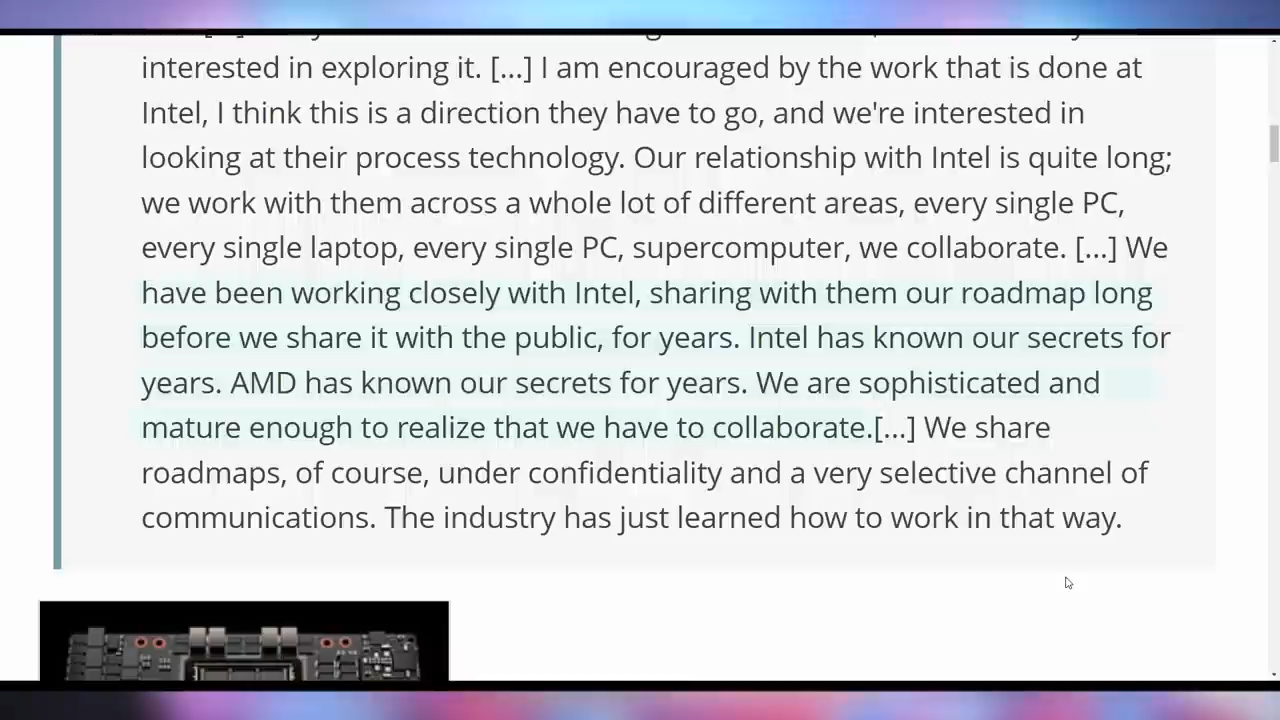 interested in exploring it. [...] I am encouraged by the work that is done at
Intel, I think this is a direction they have to go, and we're interested in
looking at their process technology. Our relationship with Intel is quite long;
we work with them across a whole lot of different areas, every single PC,
every single laptop, every single PC, supercomputer, we collaborate. [...] We
have been working closely with Intel, sharing with them our roadmap long
before we share it with the public, for years. Intel has known our secrets for
years. AMD has known our secrets for years. We are sophisticated and
mature enough to realize that we have to collaborate.[...] We share
roadmaps, of course, under confidentiality and a very selective channel of
communications. The industry has just learned how to work in that way.